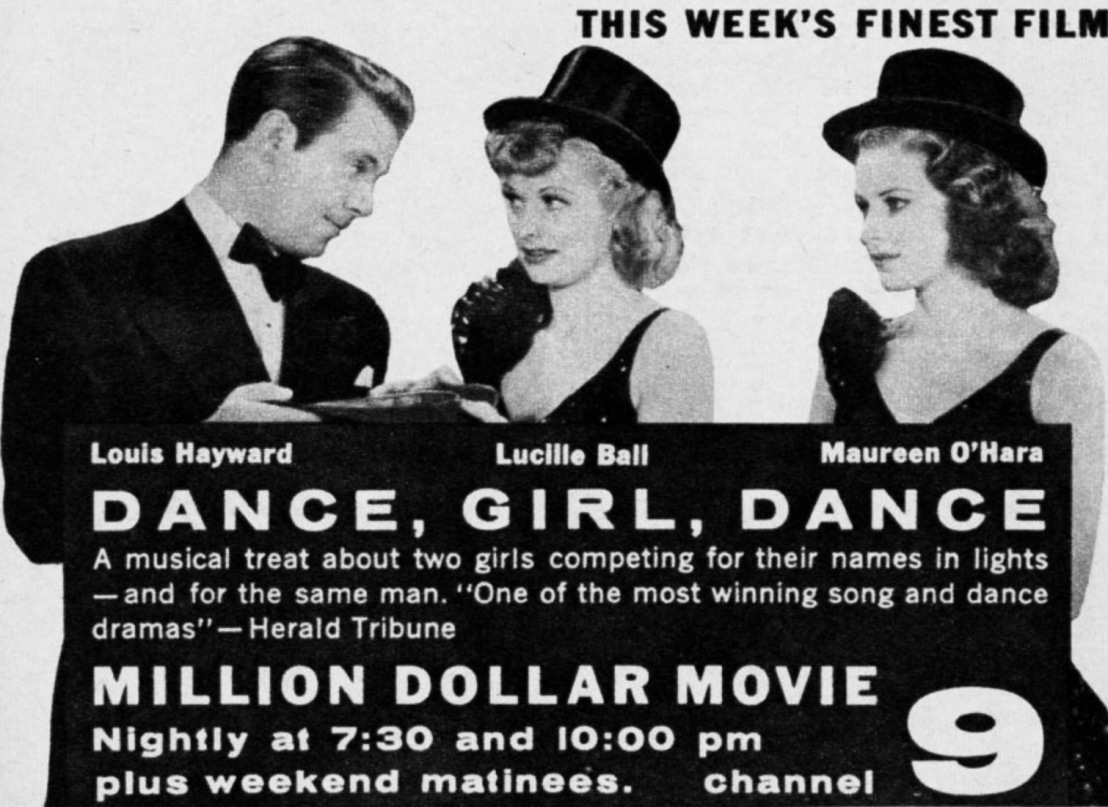 THIS WEEK'S FINEST FILM
Louis Hayward Lucille Ball Maureen O'Hara
DANCE, GIRL, DANCE
A musical treat about two girls competing for their names in lights
—and for the same man. "One of the most winning song and dance
dramas"—Herald Tribune
MILLION DOLLAR MOVIE
Nightly at 7:30 and 10:00 pm
plus weekend matinees. channel 9